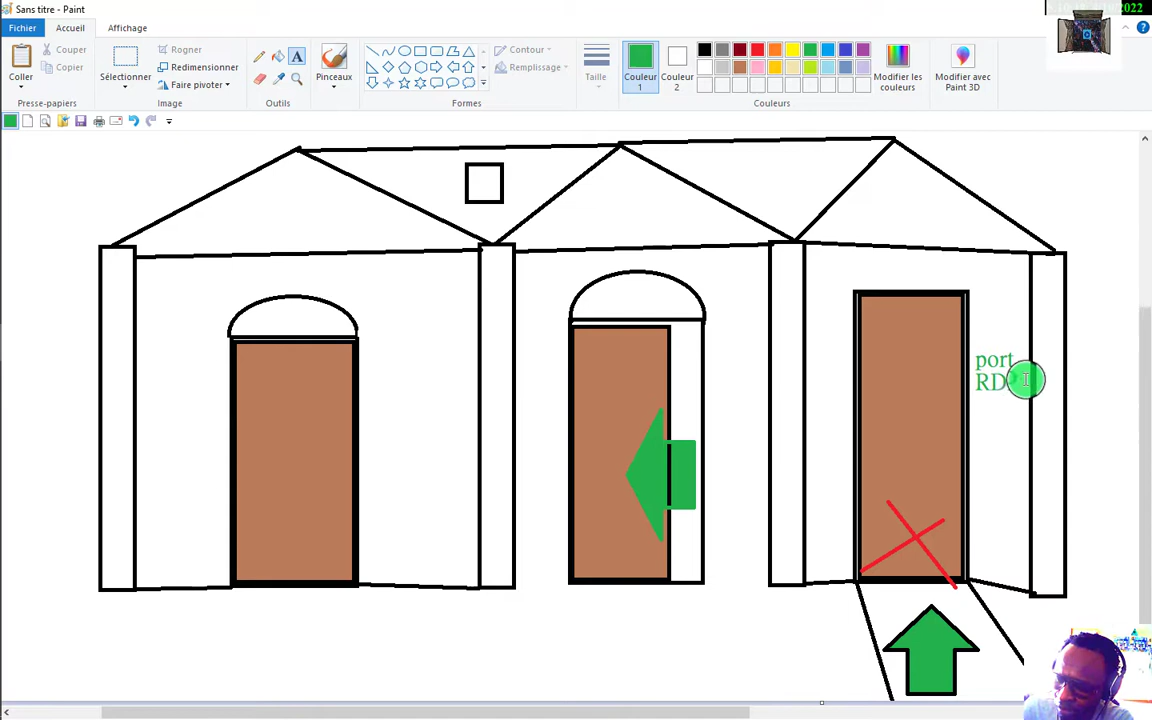 Sans titre - Paint
2022
Fichier
Accueil
Affichage
Coller
Couper
Copier
Presse-papiers
Sélectionner
Rogner
Redimensionner
Faire pivoter
Image
A
Outils
Pinceaux
Formes
Contour
Remplissage
Taille
Couleur
1
Couleur
2
Couleurs
Modifier les
couleurs
Modifier avec
Paint 3D
port
RD